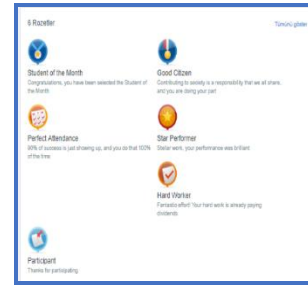 6 Rozetler
Tümünü göster
Student of the Month
Congratulations, you have been selected the Student of
the Month
Good Citizen
Contributing to society is a responsibility that we all share,
and you are doing your part
Perfect Attendance
90% of success is just showing up, and you do that 100%
of the time
Star Performer
Stellar work, your performance was brilliant
Hard Worker
Fantastic effort! Your hard work is already paying
dividends
Participant
Thanks for participating